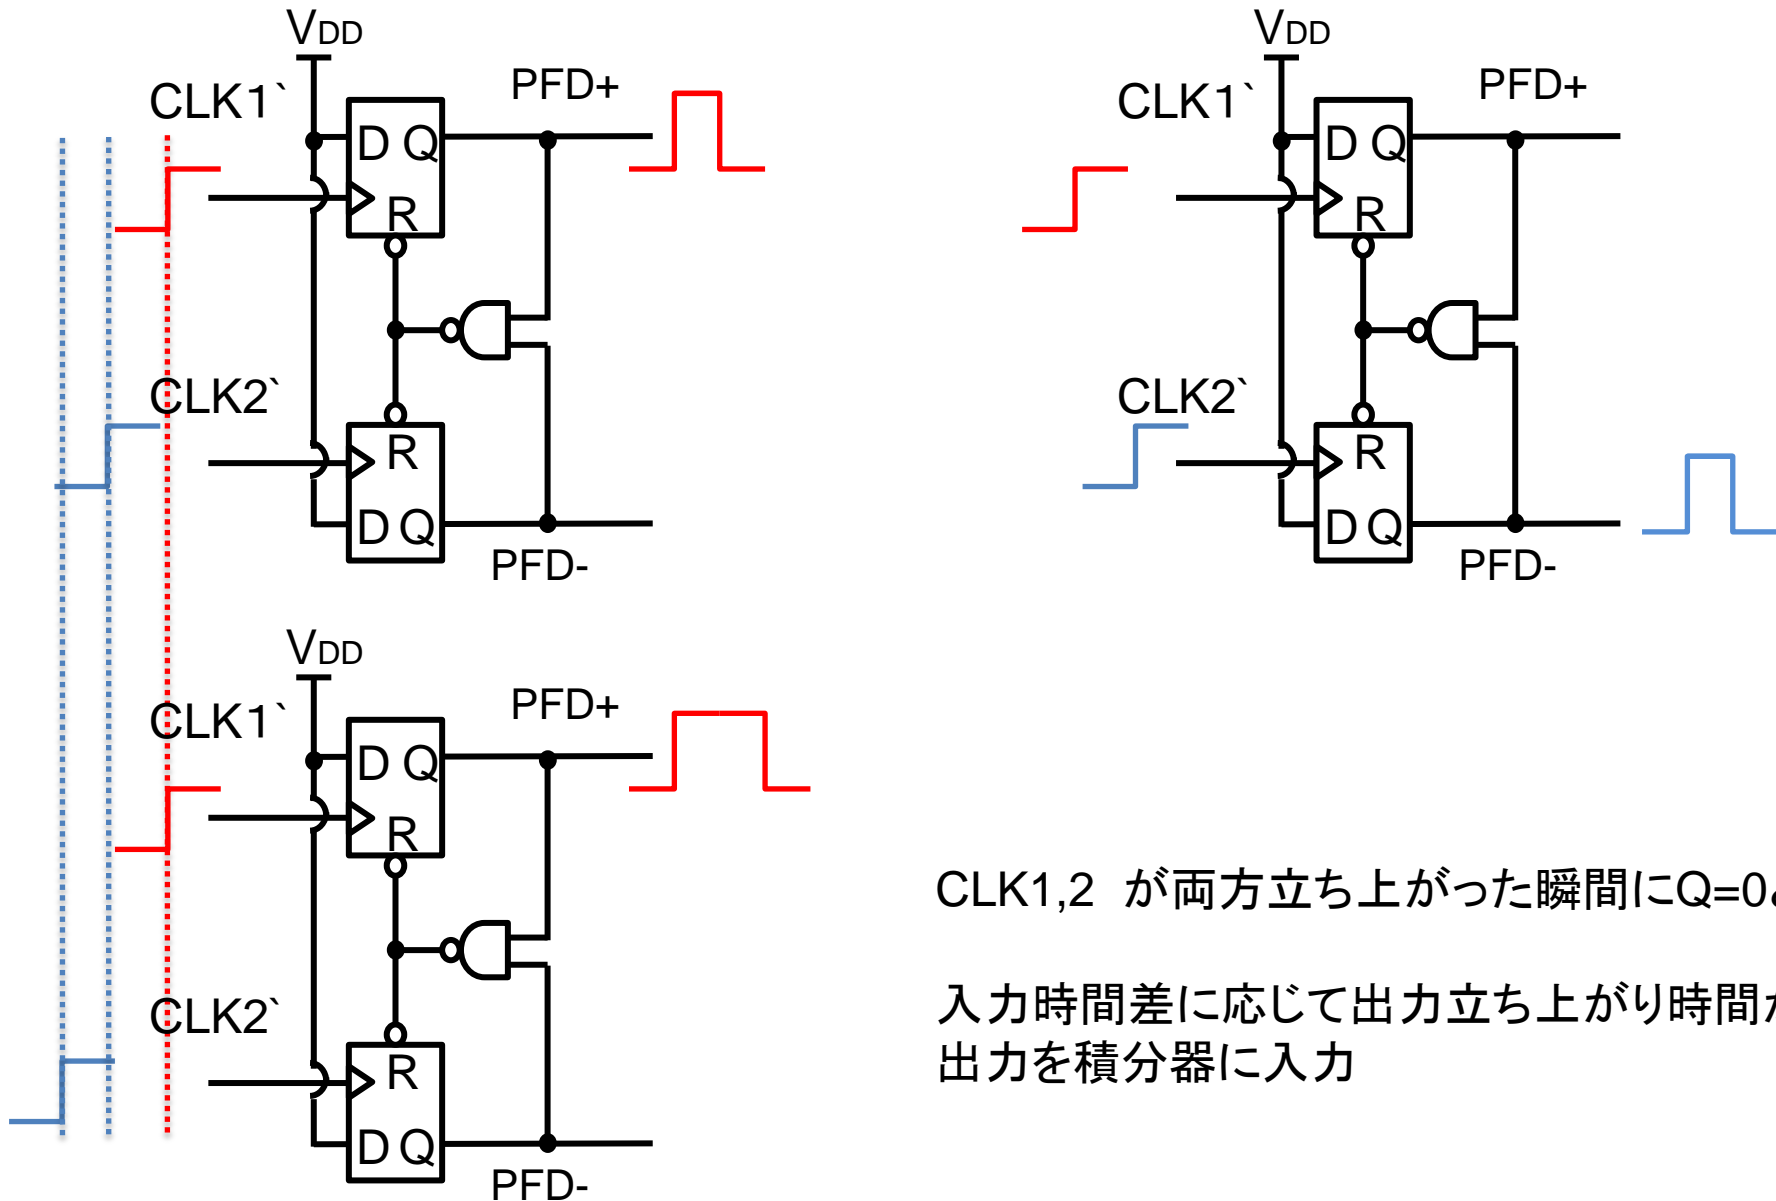 VDD
CLK1`
PFD+
D Q
R
CLK2`
R
D Q
PFD-
VDD
CLK1`
PFD+
D Q
R
CLK2`
R
D Q
PFD-
VDD
CLK1`
PFD+
D Q
R
CLK2`
R
D Q
PFD-
CLK1,2 が両方立ち上がった瞬間にQ=0
入力時間差に応じて出力立ち上がり時間
出力を積分器に入力